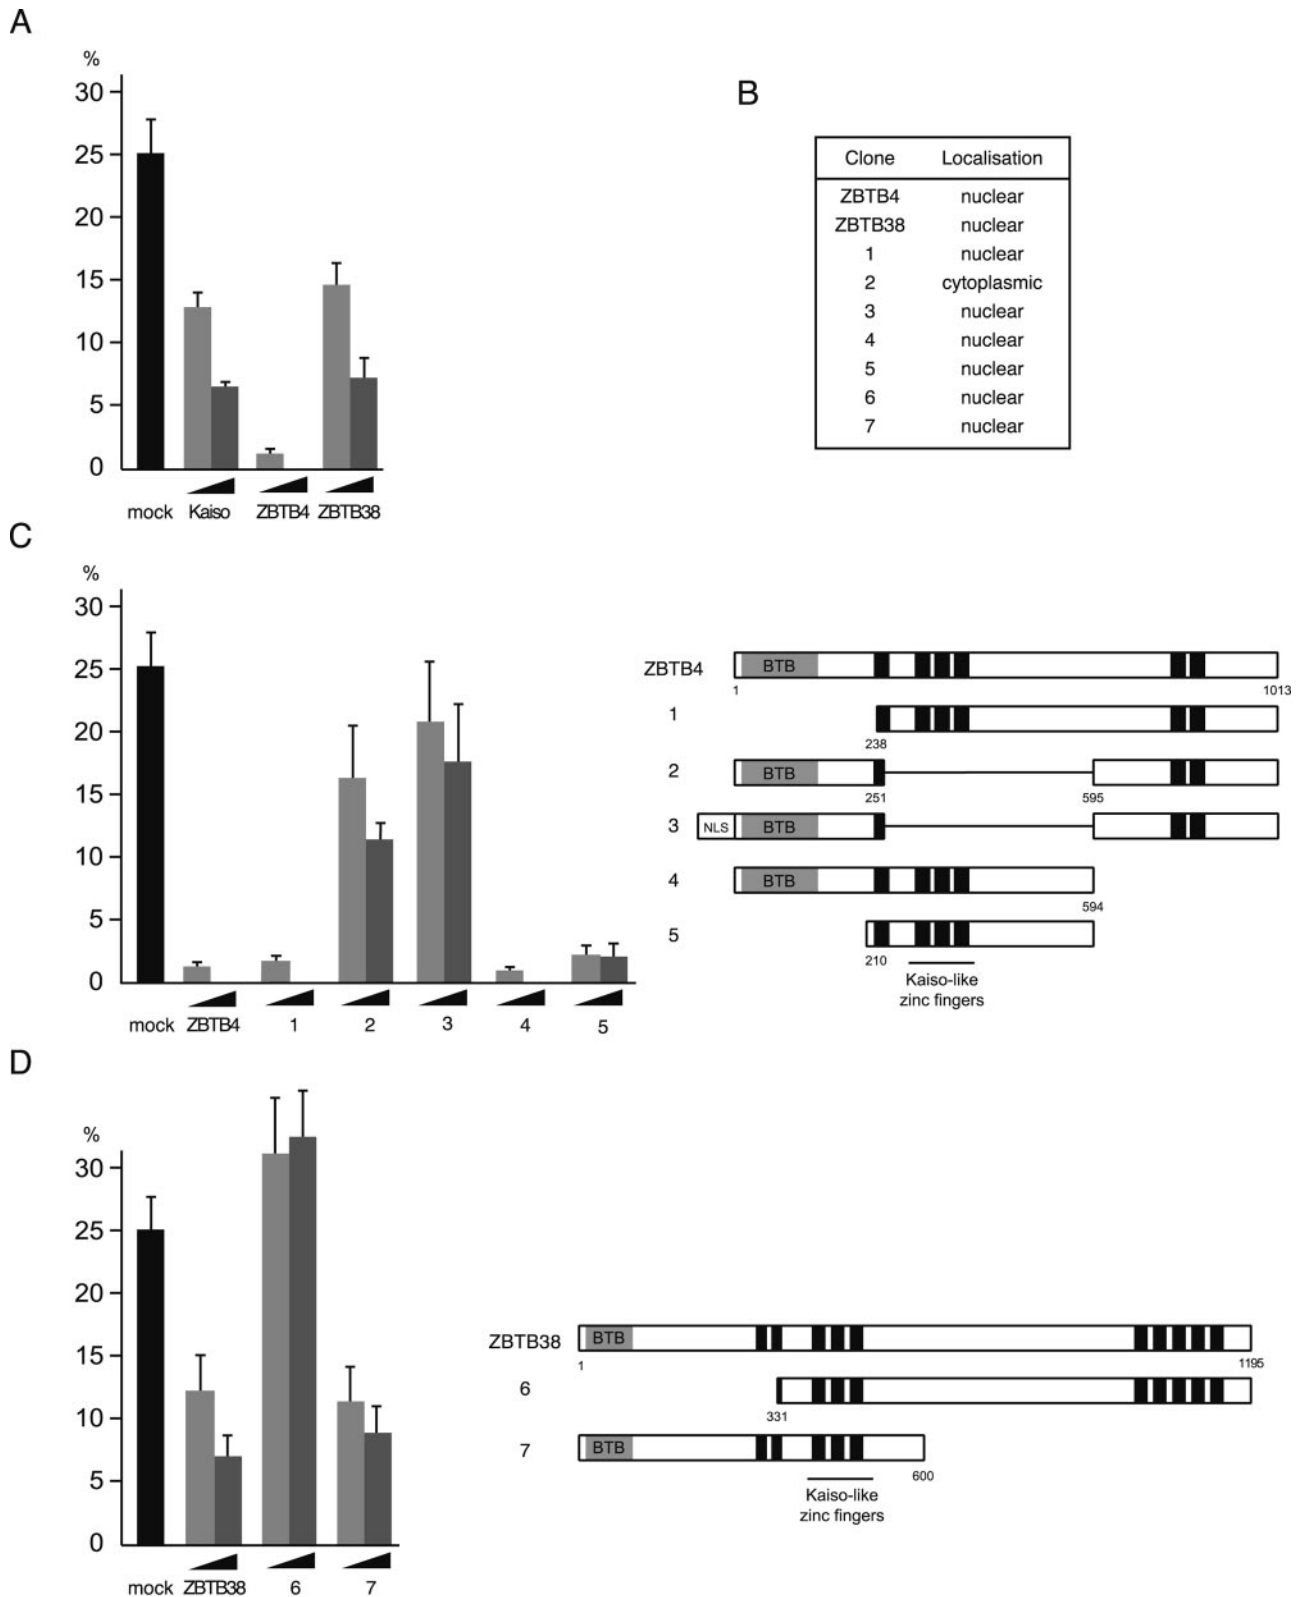 A
%
30
25
20
15
10
5
0
mock Kaiso ZBTB4 ZBTB38
B
Clone Localisation
ZBTB4 nuclear
ZBTB38 nuclear
1 nuclear
2 cytoplasmic
3 nuclear
4 nuclear
5 nuclear
6 nuclear
7 nuclear
C
%
30
25
20
15
10
5
0
mock ZBTB4 1 2 3 4 5
ZBTB4 BTB
1 1013
1
238
2 BTB
251 595
3 NLS BTB
4 BTB
594
5
210
Kaiso-like
zinc fingers
D
%
30
25
20
15
10
5
0
mock ZBTB38 6 7
ZBTB38 BTB
1 1195
6
331
7 BTB
600
Kaiso-like
zinc fingers